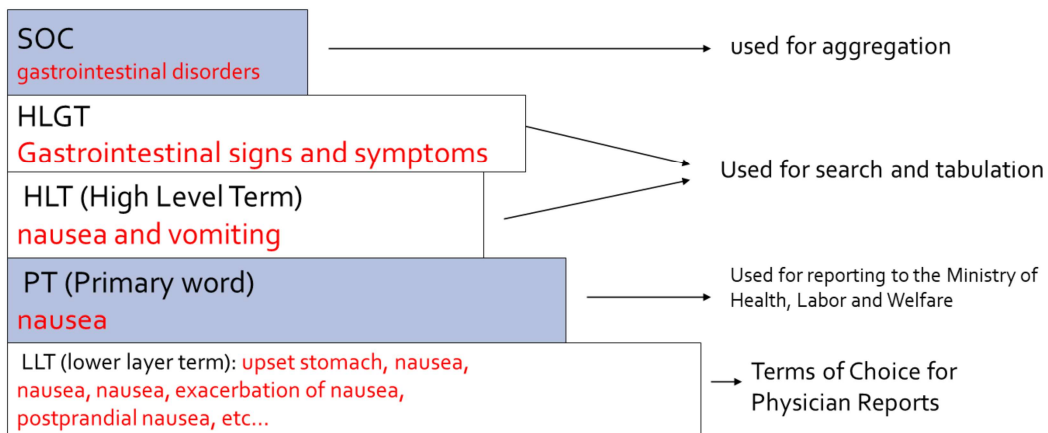 SOC
gastrointestinal disorders
used for aggregation
HLGT
Gastrointestinal signs and symptoms
HLT (High Level Term)
nausea and vomiting
Used for search and tabulation
PT (Primary word)
nausea
Used for reporting to the Ministry of
Health, Labor and Welfare
LLT (lower layer term): upset stomach, nausea,
nausea, nausea, exacerbation of nausea,
postprandial nausea, etc...
Terms of Choice for
Physician Reports